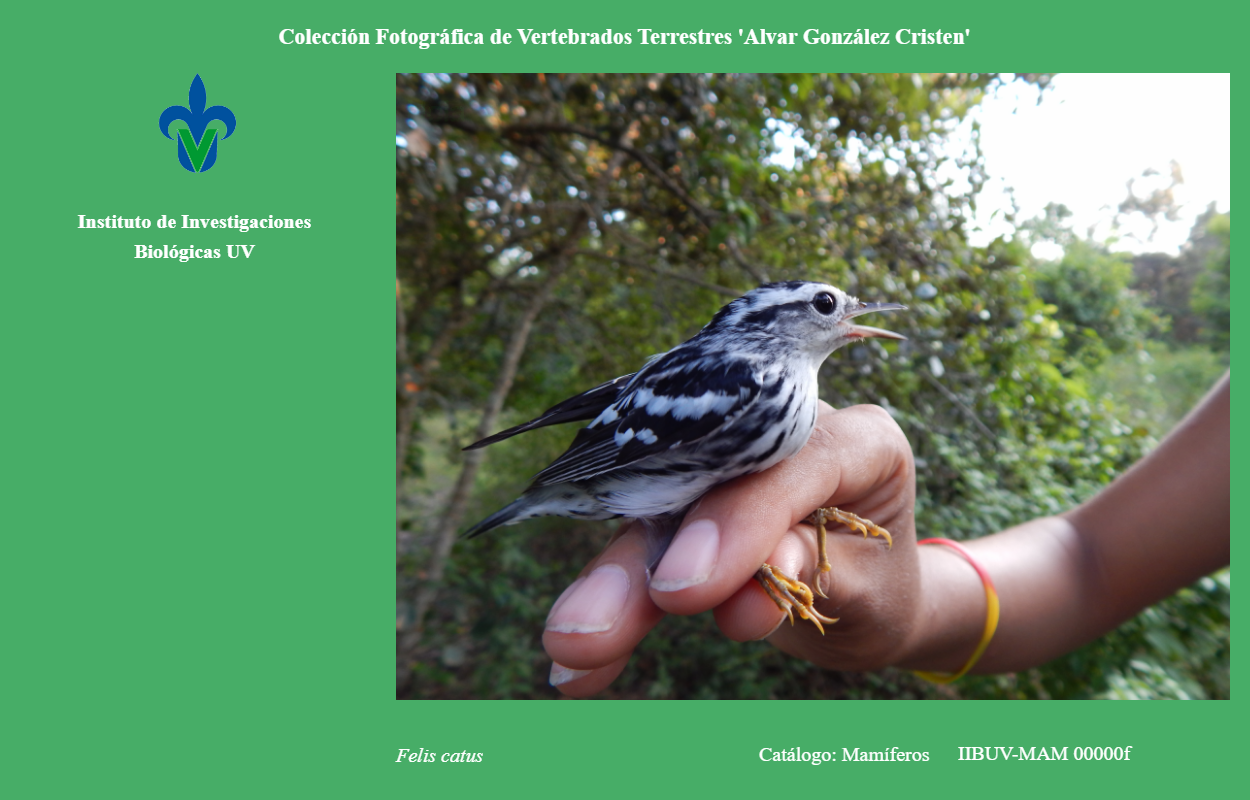 Colección Fotográfica de Vertebrados Terrestres 'Alvar González Cristen'
Instituto de Investigaciones
Biológicas UV
Felis catus
Catálogo: Mamíferos
IIBUV-MAM 00000f